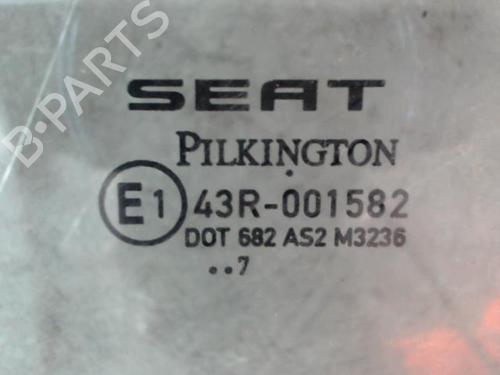 B-PARTS
SEAT
PILKINGTON
E1 43R-001582
DOT 682 AS2 M3236
..7